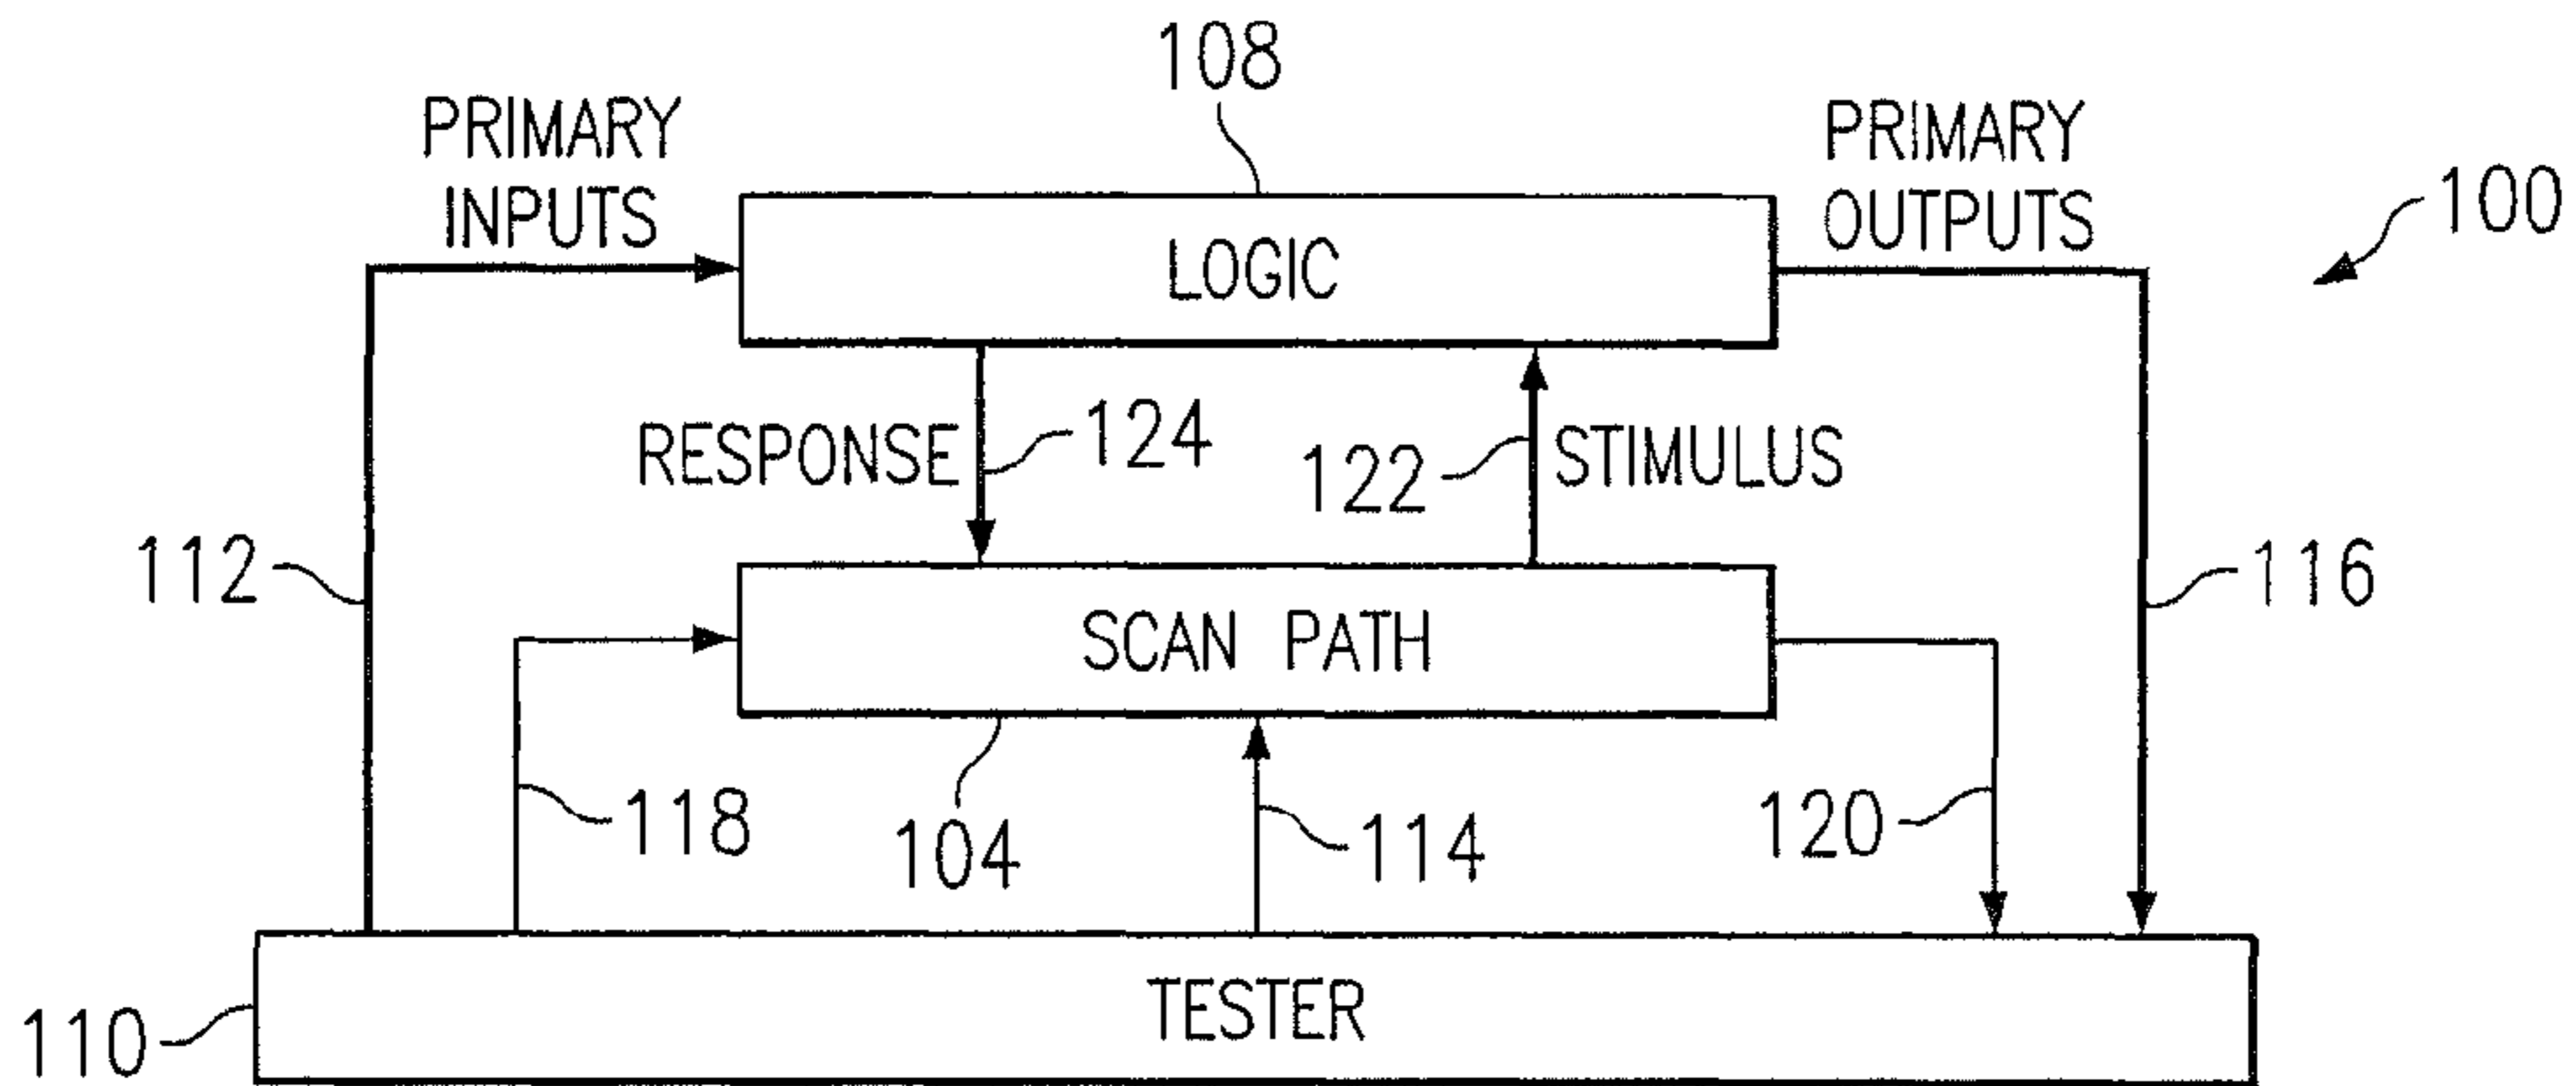 108
PRIMARY
INPUTS
PRIMARY
OUTPUTS
100
LOGIC
RESPONSE
124
122
STIMULUS
112
116
SCAN PATH
118
104
114
120
TESTER
110